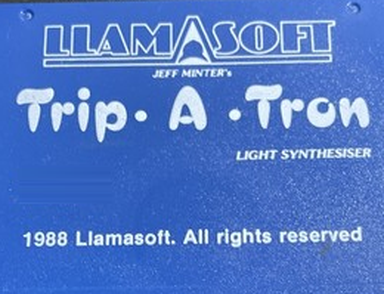 LLAMASOFT
JEFF MINTER's
Trip·A·Tron
LIGHT SYNTHESISER
1988 Llamasoft. All rights reserved